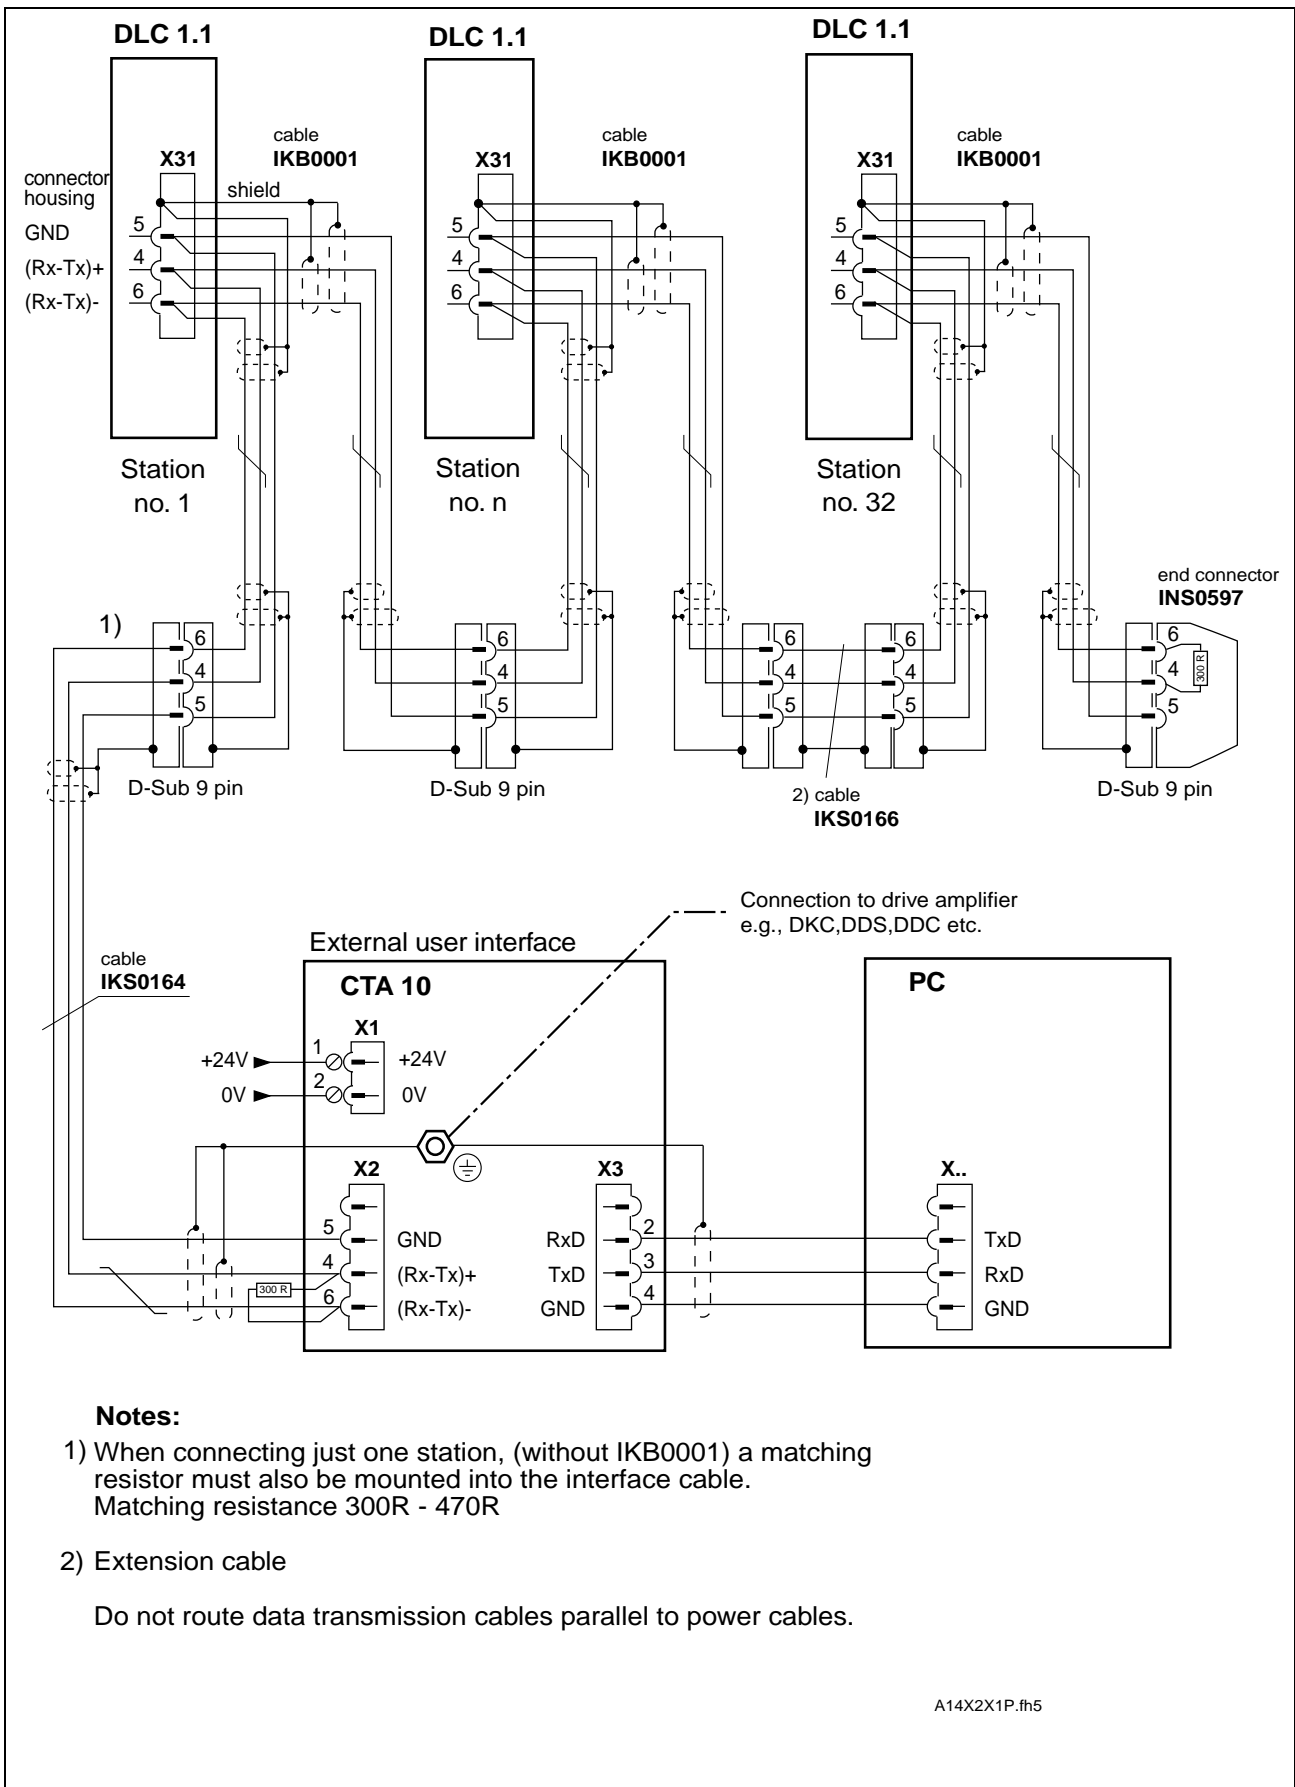 DLC 1.1
DLC 1.1
DLC 1.1
cable
IKB0001
cable
IKB0001
cable
IKB0001
X31
X31
X31
connector
housing
shield
GND
5
5
5
(Rx-Tx)+
4
4
4
(Rx-Tx)-
6
6
6
Station
no. 1
Station
no. n
Station
no. 32
end connector
INS0597
1)
6
4
5
6
4
5
6
4
5
6
4
5
6
4
5
300 R
D-Sub 9 pin
D-Sub 9 pin
2) cable
IKS0166
D-Sub 9 pin
Connection to drive amplifier
e.g., DKC,DDS,DDC etc.
cable
IKS0164
External user interface
CTA 10
PC
X1
+24V
1
+24V
0V
2
0V
X2
X3
X..
5
GND
RxD
2
TxD
4
(Rx-Tx)+
TxD
3
RxD
300 R
6
(Rx-Tx)-
GND
4
GND
Notes:
1) When connecting just one station, (without IKB0001) a matching
resistor must also be mounted into the interface cable.
Matching resistance 300R - 470R
2) Extension cable
Do not route data transmission cables parallel to power cables.
A14X2X1P.fh5